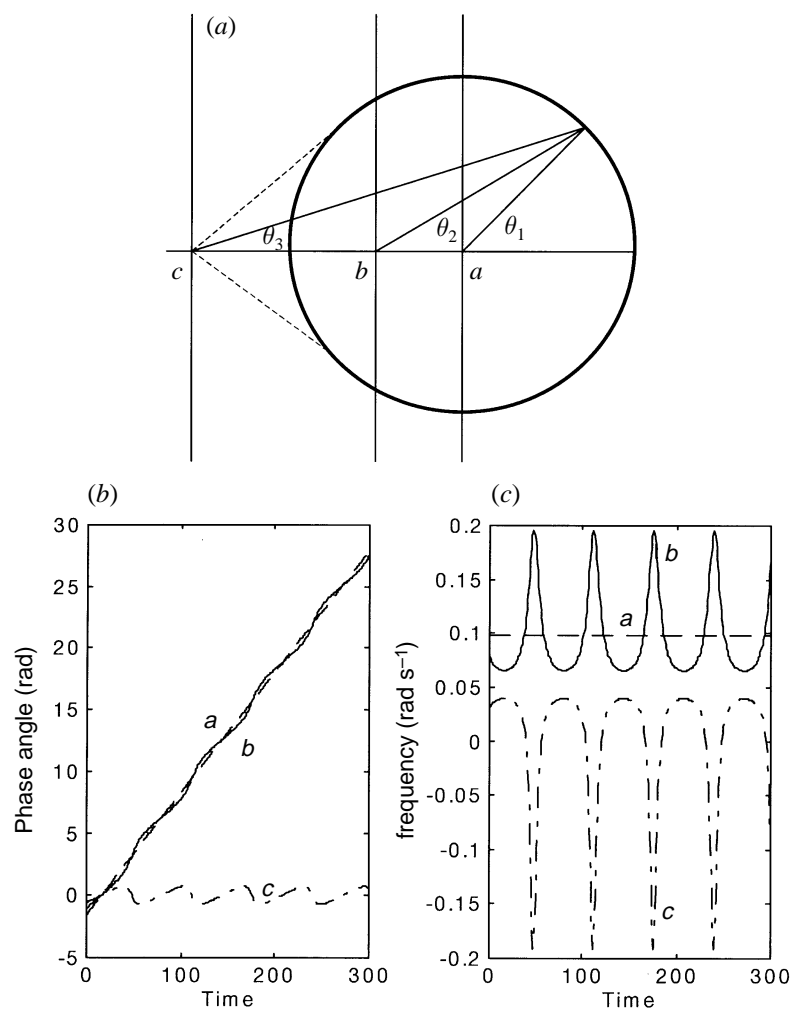 (a)
θ3
θ2
θ1
c
b
a
(b)
Phase angle (rad)
30
25
20
15
10
5
0
-5
a
b
c
0
100
200
300
Time
(c)
frequency (rad s−1)
0.2
0.15
0.1
0.05
0
-0.05
-0.1
-0.15
-0.2
b
a
c
0
100
200
300
Time